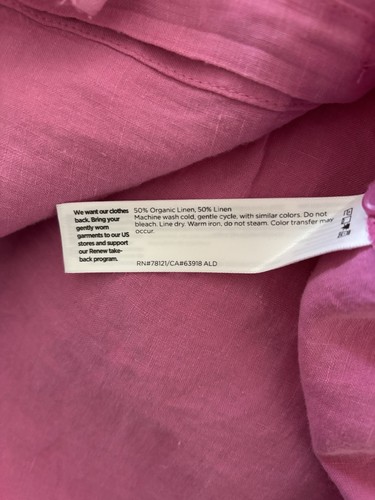 We want our clothes
back. Bring your
gently worn
garments to our US
stores and support
our Renew take-
back program.
50% Organic Linen, 50% Linen
Machine wash cold, gentle cycle, with similar colors. Do not
bleach. Line dry. Warm iron, do not steam. Color transfer may
occur.
RN#78121/CA#63918 ALD